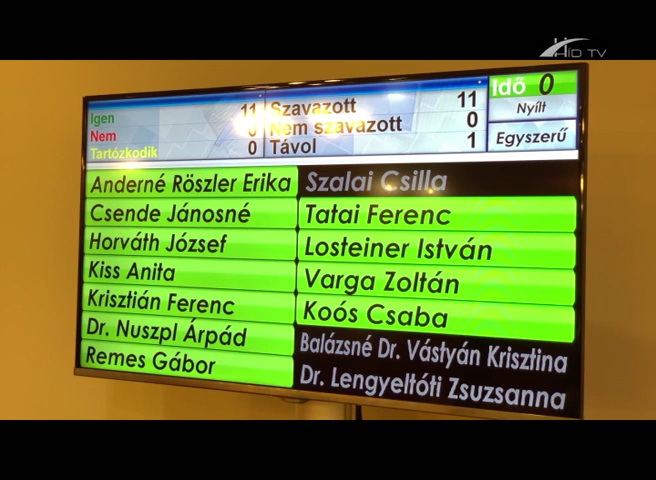 HÍD TV
Idő 0
Nyílt
Egyszerű
Igen 11
Nem 0
Tartózkodik 0
Szavazott 11
Nem szavazott 0
Távol 1
Anderné Röszler Erika
Csende Jánosné
Horváth József
Kiss Anita
Krisztián Ferenc
Dr. Nuszpl Árpád
Remes Gábor
Szalai Csilla
Tatai Ferenc
Losteiner István
Varga Zoltán
Koós Csaba
Balázsné Dr. Vástyán Krisztina
Dr. Lengyeltóti Zsuzsanna